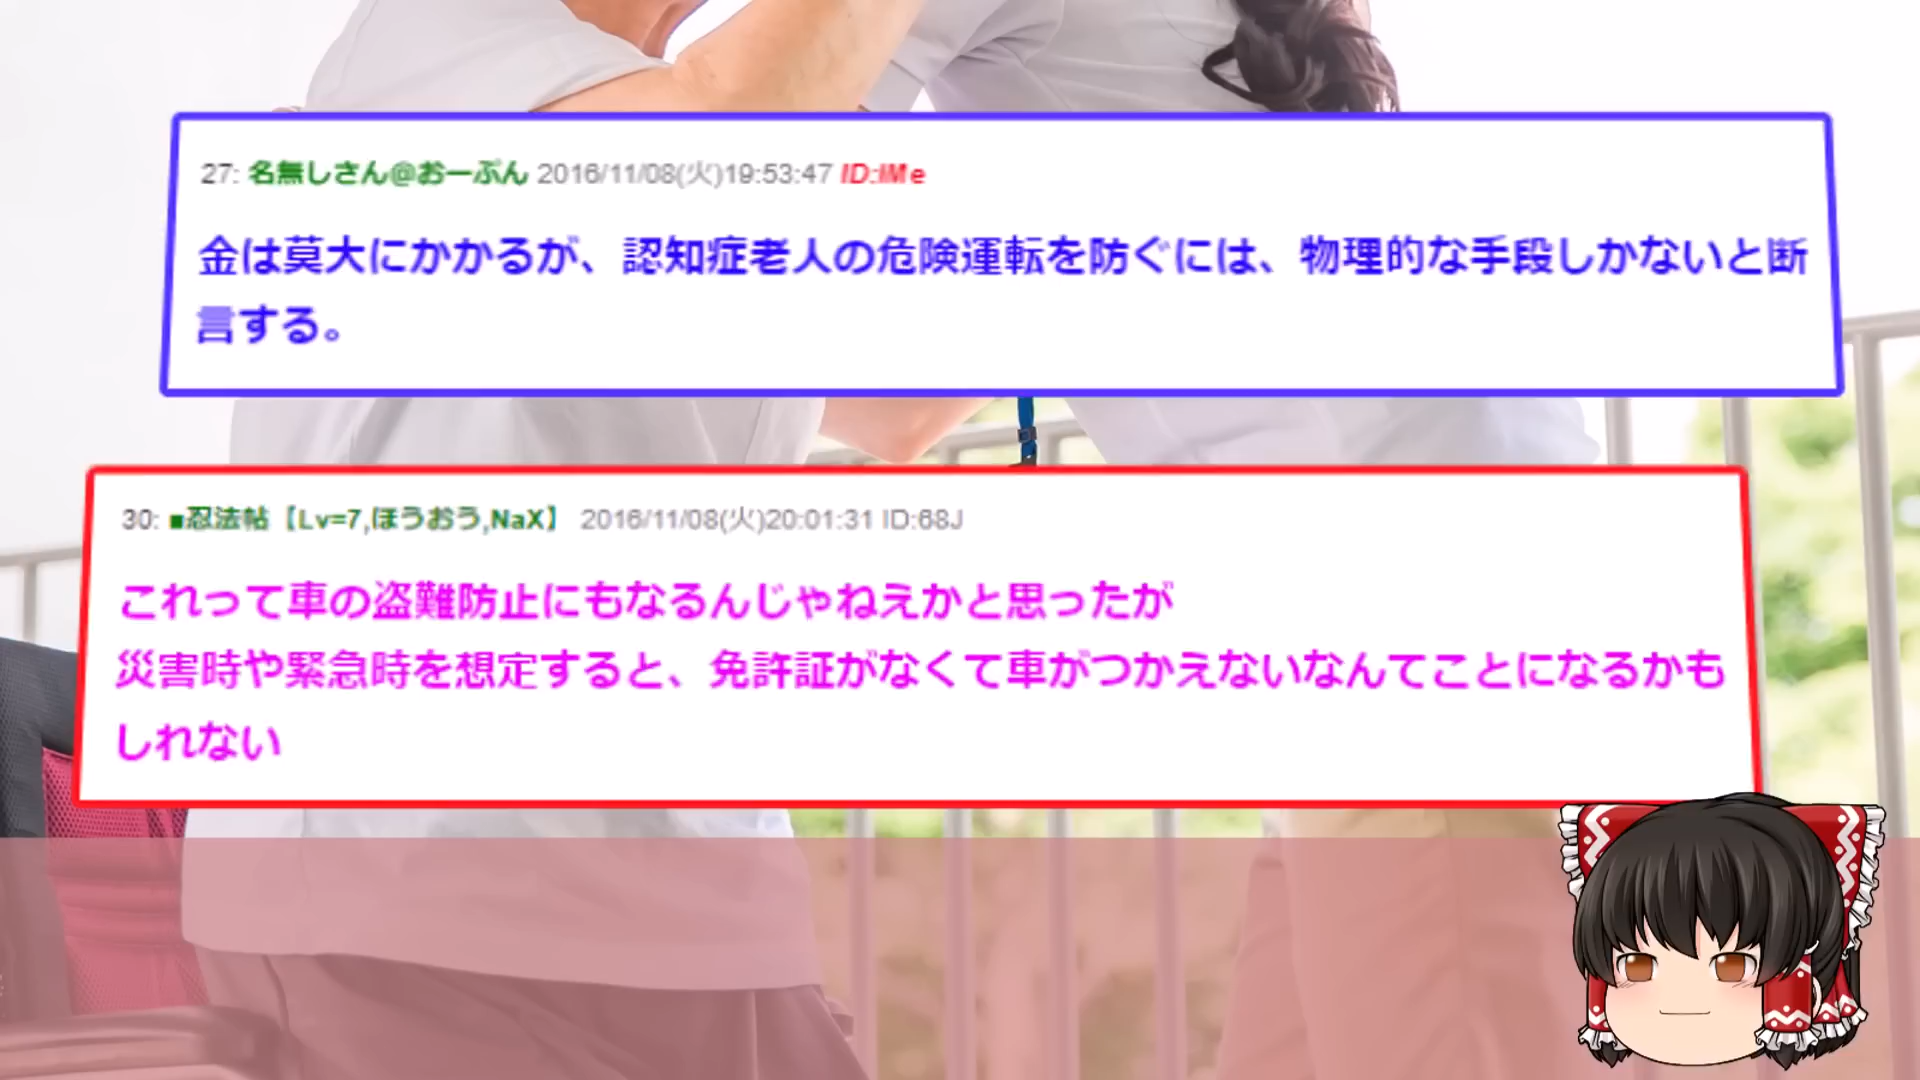 27: 名無しさん@おーぷん 2016/11/08(火)19:53:47 ID:IMe
金は莫大にかかるが、認知症老人の危険運転を防ぐには、物理的な手段しかないと断
言する。
30: ■忍法帖【Lv=7,ほうおう,NaX】 2016/11/08(火)20:01:31 ID:68J
これって車の盗難防止にもなるんじゃねえかと思ったが
災害時や緊急時を想定すると、免許証がなくて車がつかえないなんてことになるかも
しれない